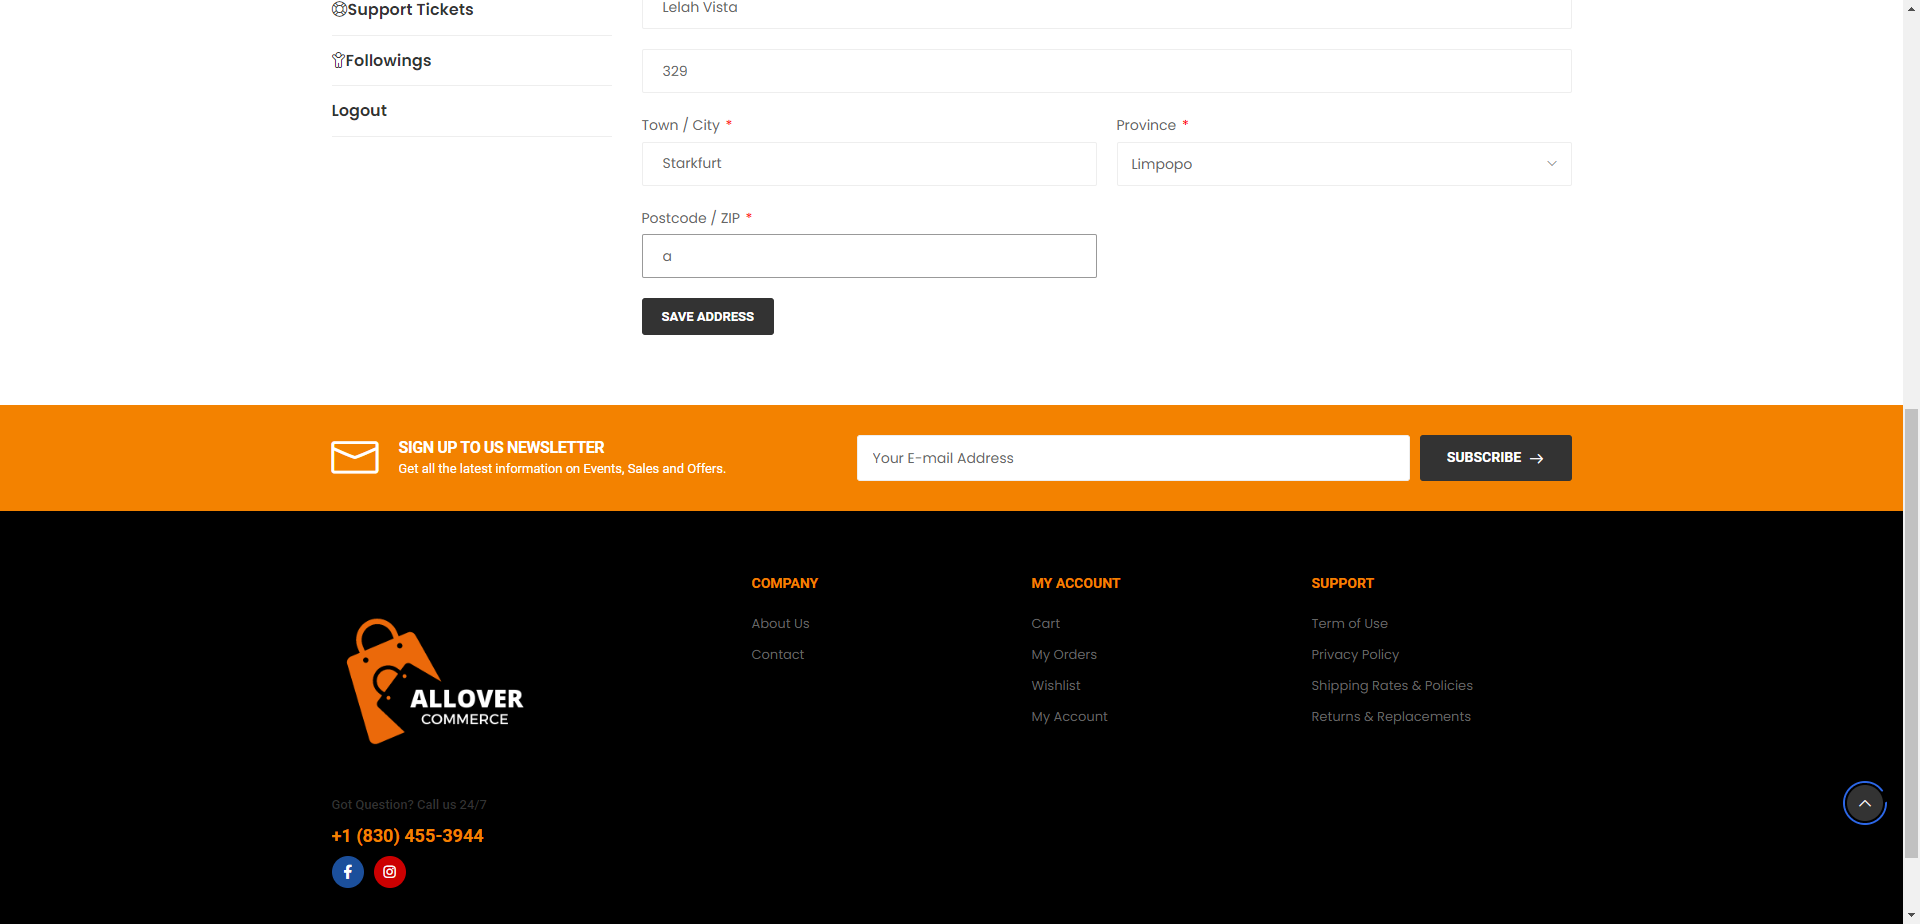 Support Tickets
Followings
Logout
Lelah Vista
329
Town / City *
Province *
Starkfurt
Limpopo
Postcode / ZIP *
a
SAVE ADDRESS
SIGN UP TO US NEWSLETTER
Get all the latest information on Events, Sales and Offers.
Your E-mail Address
SUBSCRIBE
ALLOVER
COMMERCE
Got Question? Call us 24/7
+1 (830) 455-3944
COMPANY
About Us
Contact
MY ACCOUNT
Cart
My Orders
Wishlist
My Account
SUPPORT
Term of Use
Privacy Policy
Shipping Rates & Policies
Returns & Replacements